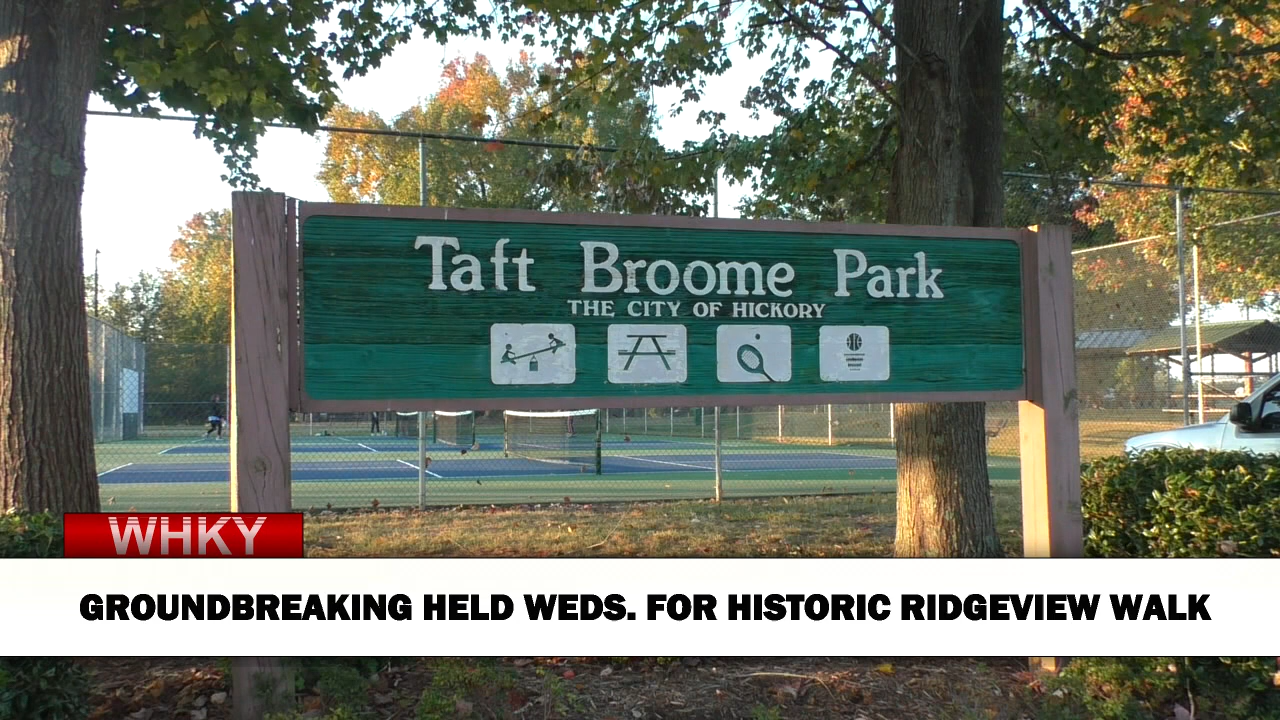 Taft Broome Park
THE CITY OF HICKORY
WHKY
GROUNDBREAKING HELD WEDS. FOR HISTORIC RIDGEVIEW WALK